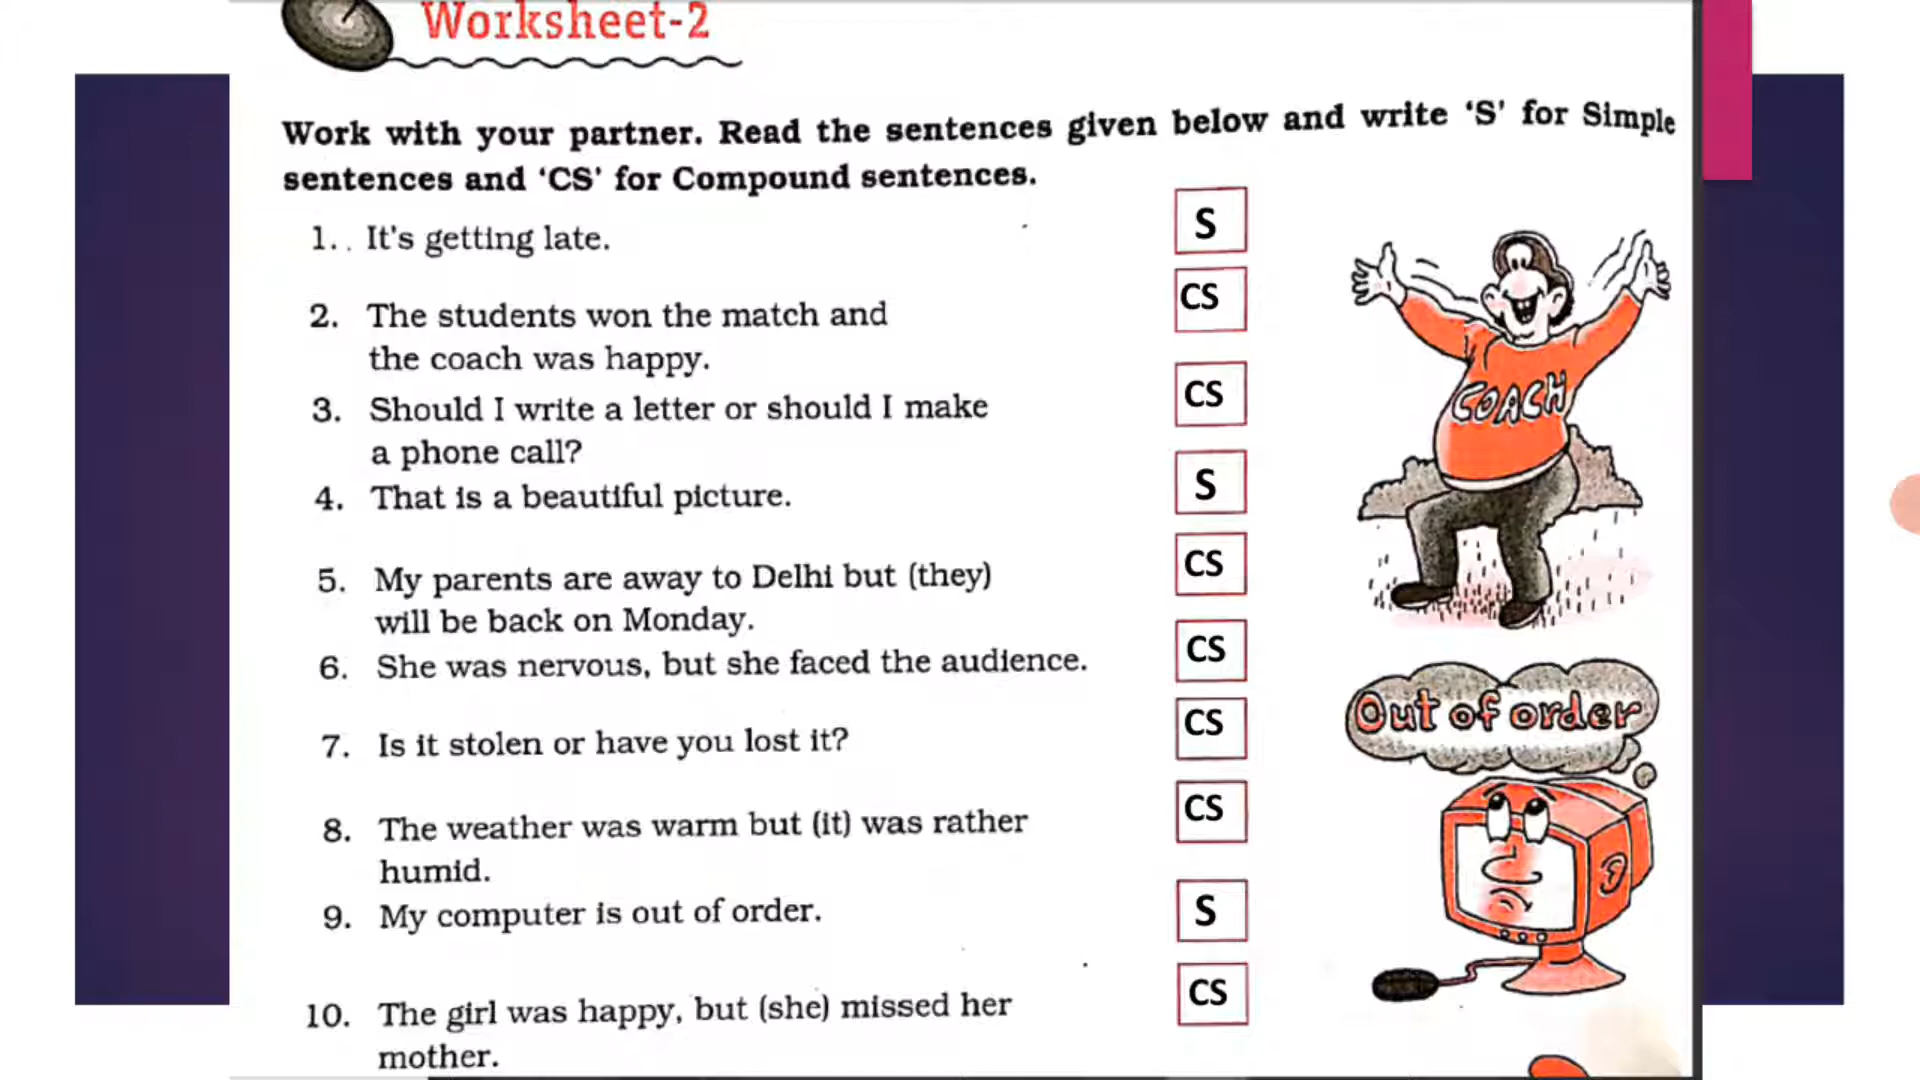 Worksheet-2
Work with your partner. Read the sentences given below and write ‘S’ for Simple
sentences and ‘CS’ for Compound sentences.
1. . It's getting late.
S
2. The students won the match and
the coach was happy.
CS
3. Should I write a letter or should I make
a phone call?
CS
4. That is a beautiful picture.
S
5. My parents are away to Delhi but (they)
will be back on Monday.
CS
6. She was nervous, but she faced the audience.
CS
7. Is it stolen or have you lost it?
CS
8. The weather was warm but (it) was rather
humid.
CS
9. My computer is out of order.
S
10. The girl was happy, but (she) missed her
mother.
CS
COACH
Out of order